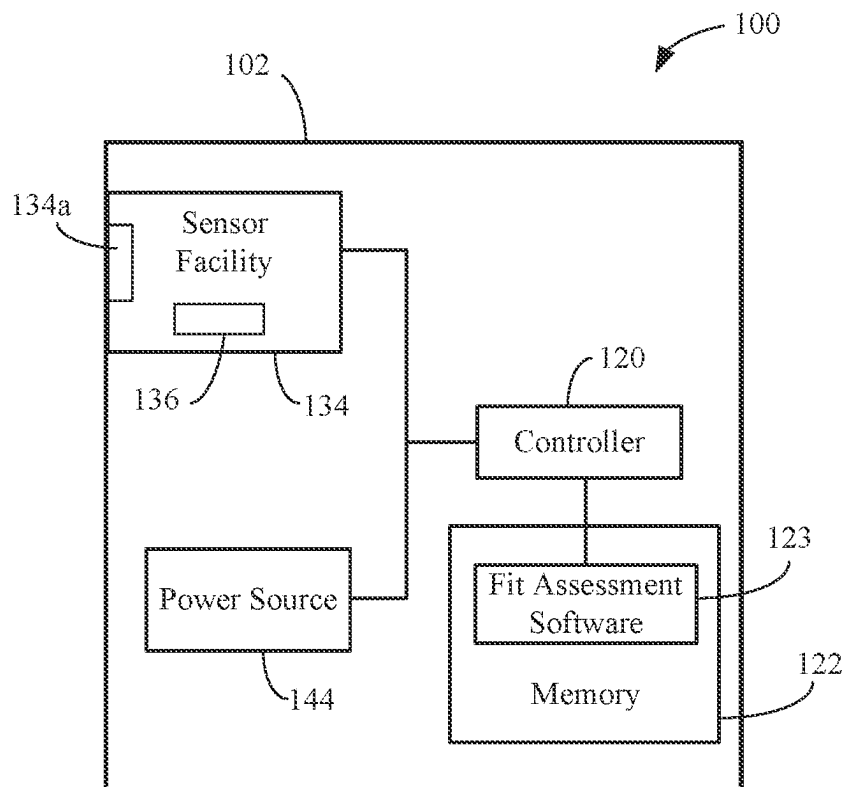 100
102
134a
Sensor
Facility
136
134
120
Controller
123
Fit Assessment
Software
Power Source
144
Memory
122